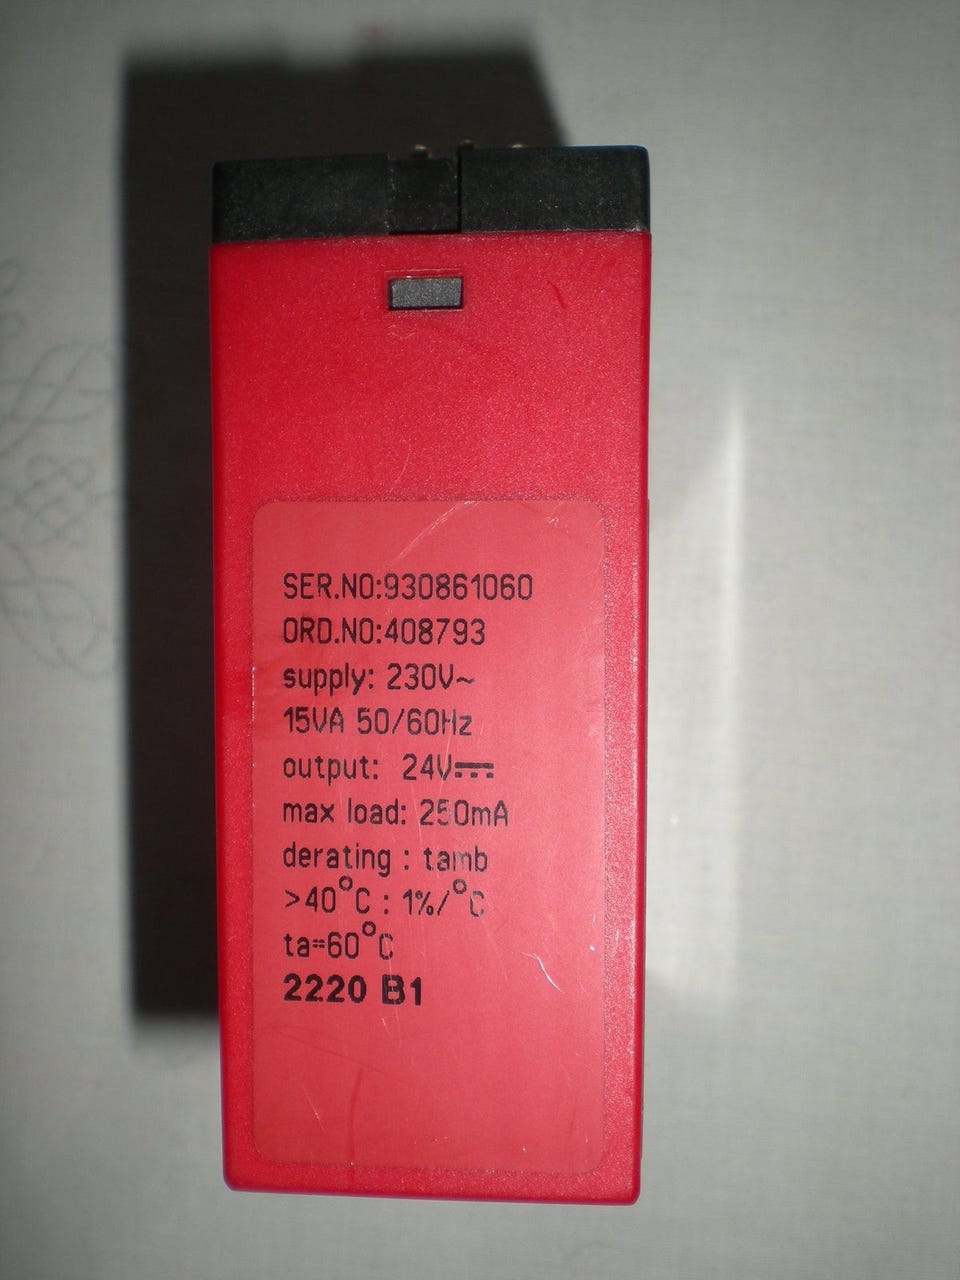 SER.NO:930861060
ORD.NO:408793
supply: 230V~
15VA 50/60Hz
output: 24V⎓
max load: 250mA
derating : tamb
>40°C : 1%/°C
ta=60°C
2220 B1